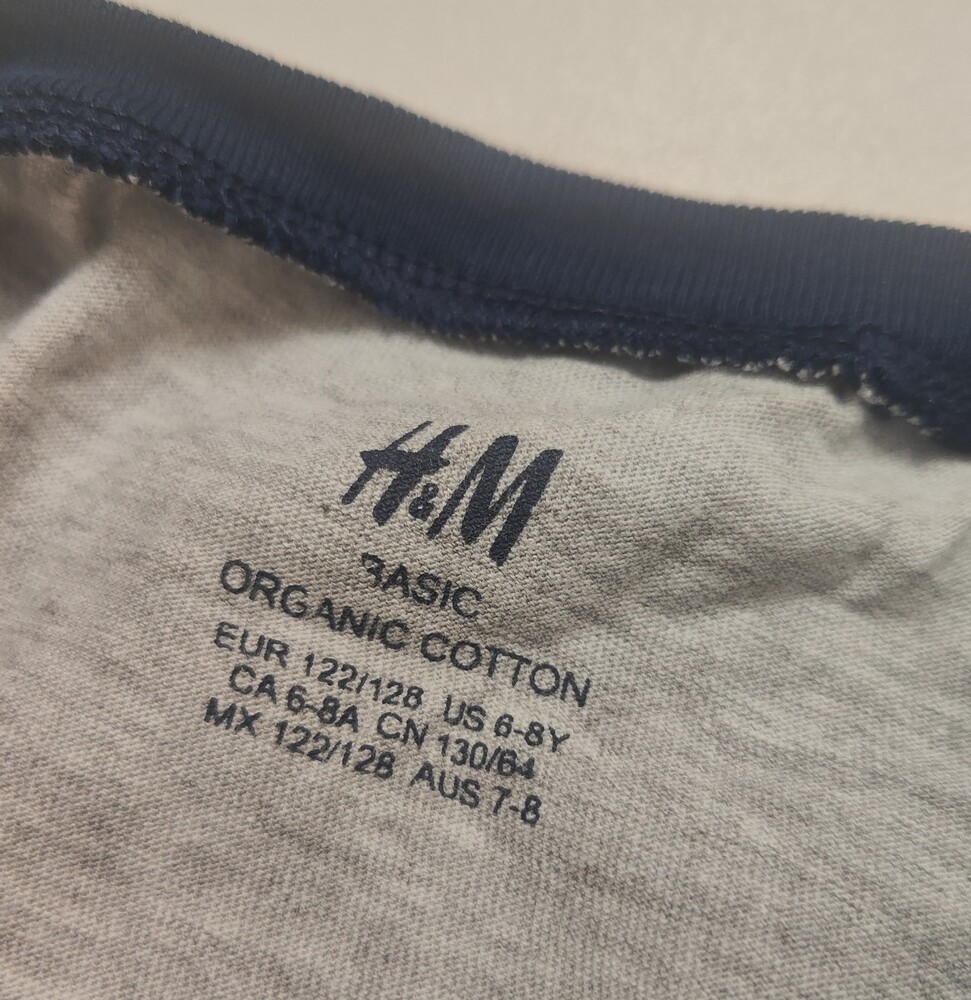 H&M
BASIC
ORGANIC COTTON
EUR 122/128 US 6-8Y
CA 6-8A CN 130/64
MX 122/128 AUS 7-8